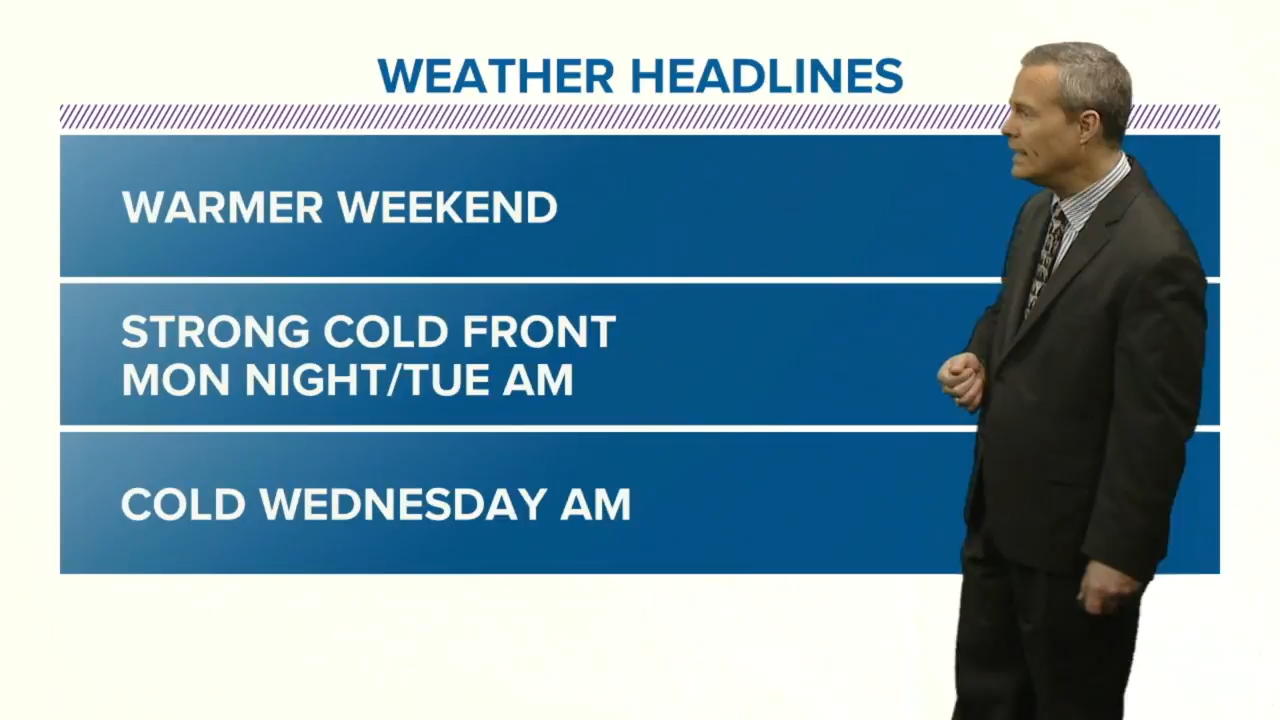 WEATHER HEADLINES
WARMER WEEKEND
STRONG COLD FRONT
MON NIGHT/TUE AM
COLD WEDNESDAY AM